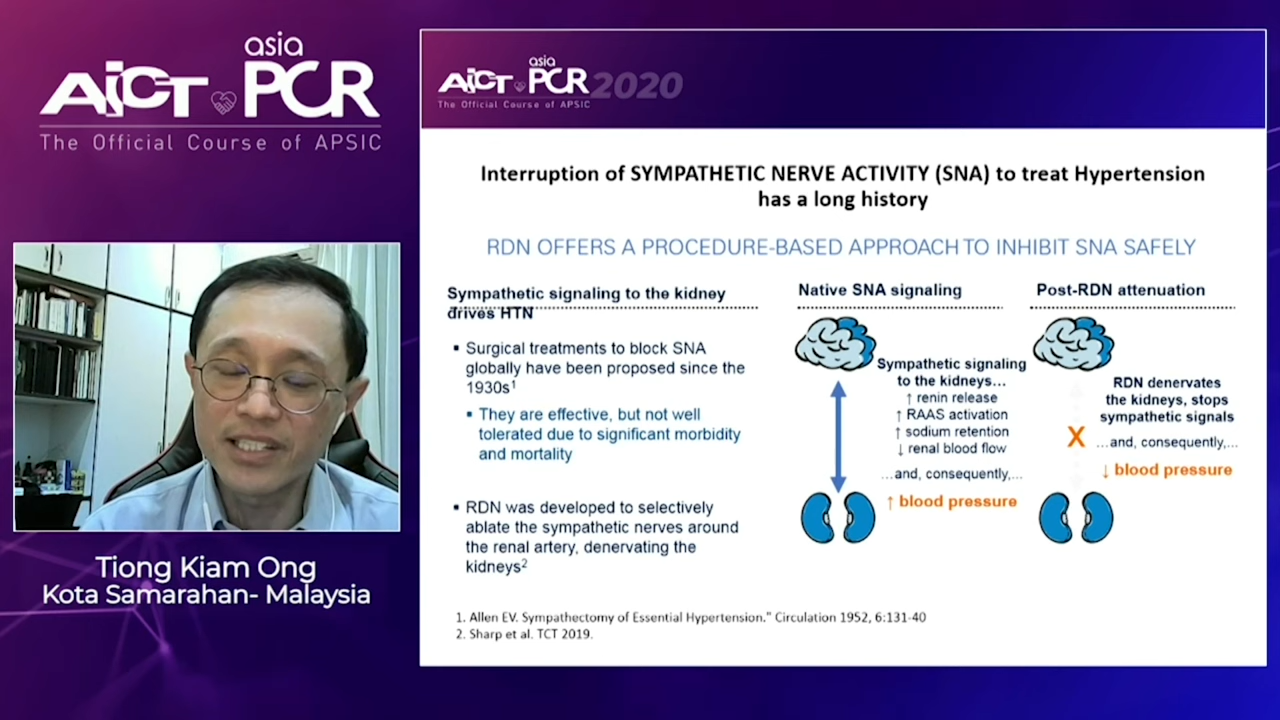 asia
AICT PCR
The Official Course of APSIC
asia
AICT PCR 2020
The Official Course of APSIC
Interruption of SYMPATHETIC NERVE ACTIVITY (SNA) to treat Hypertension
has a long history
RDN OFFERS A PROCEDURE-BASED APPROACH TO INHIBIT SNA SAFELY
Sympathetic signaling to the kidney
drives HTN
▪ Surgical treatments to block SNA
globally have been proposed since the
1930s¹
▪ They are effective, but not well
tolerated due to significant morbidity
and mortality
▪ RDN was developed to selectively
ablate the sympathetic nerves around
the renal artery, denervating the
kidneys²
Native SNA signaling
Sympathetic signaling
to the kidneys…
↑ renin release
↑ RAAS activation
↑ sodium retention
↓ renal blood flow
…and, consequently,…
↑ blood pressure
Post-RDN attenuation
RDN denervates
the kidneys, stops
sympathetic signals
X
…and, consequently,…
↓ blood pressure
1. Allen EV. Sympathectomy of Essential Hypertension." Circulation 1952, 6:131-40
2. Sharp et al. TCT 2019.
Tiong Kiam Ong
Kota Samarahan- Malaysia